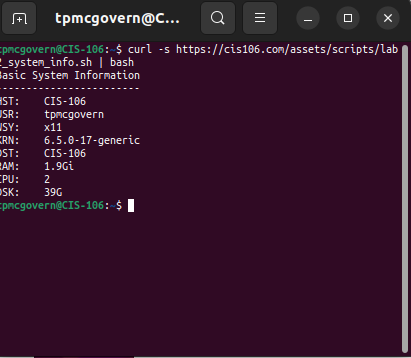 tpmcgovern@C...
tpmcgovern@CIS-106:~$ curl -s https://cis106.com/assets/scripts/lab
2_system_info.sh | bash
Basic System Information
------------------------
HST: CIS-106
USR: tpmcgovern
WSY: x11
KRN: 6.5.0-17-generic
DST: CIS-106
RAM: 1.9Gi
CPU: 2
DSK: 39G
tpmcgovern@CIS-106:~$